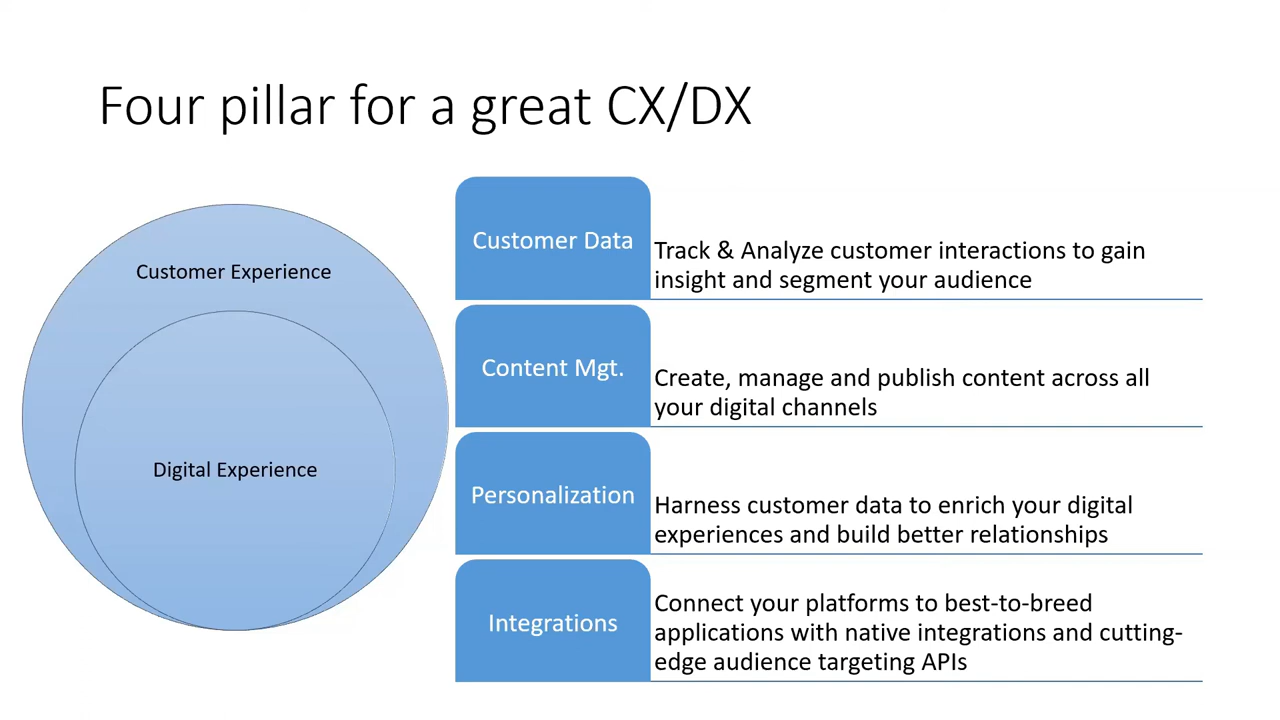 Four pillar for a great CX/DX
Customer Experience
Digital Experience
Customer Data
Track & Analyze customer interactions to gain
insight and segment your audience
Content Mgt.
Create, manage and publish content across all
your digital channels
Personalization
Harness customer data to enrich your digital
experiences and build better relationships
Integrations
Connect your platforms to best-to-breed
applications with native integrations and cutting-
edge audience targeting APIs